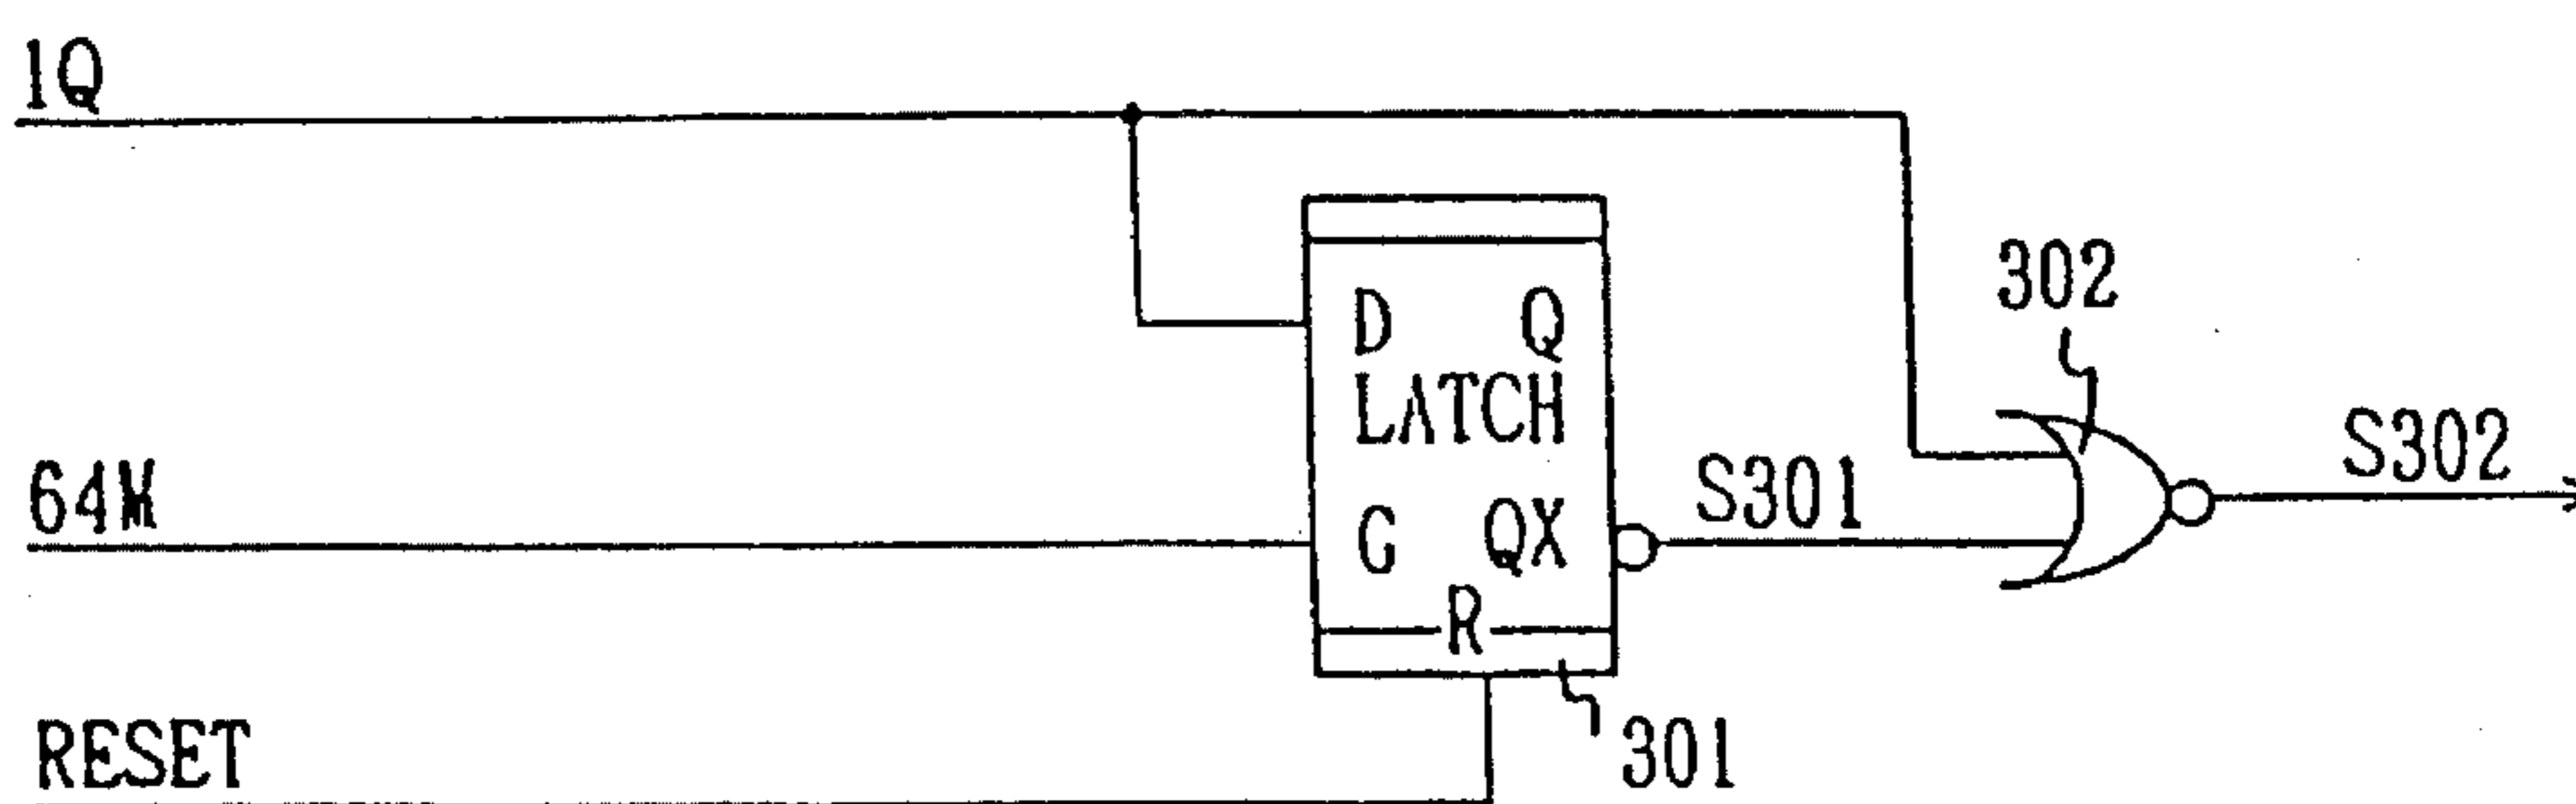 1Q
302
D Q
LATCH
S302
64M
S301
G QX
R
RESET
301